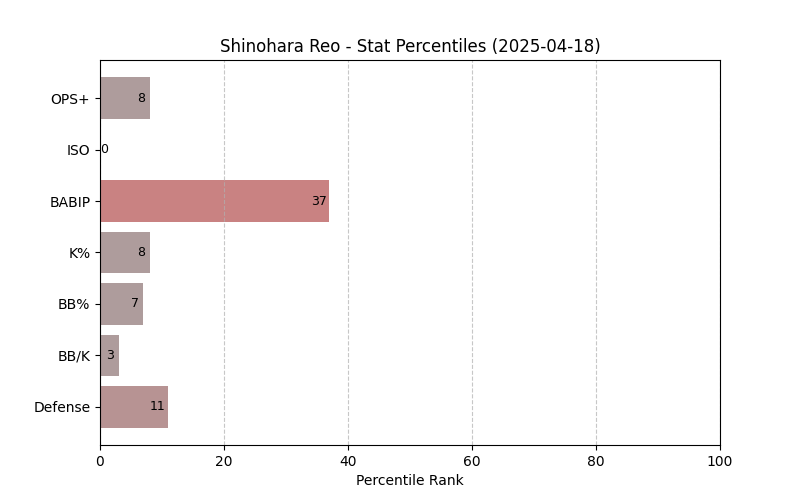 Shinohara Reo - Stat Percentiles (2025-04-18)
OPS+ 8
ISO 0
BABIP 37
K% 8
BB% 7
BB/K 3
Defense 11
0 20 40 60 80 100
Percentile Rank